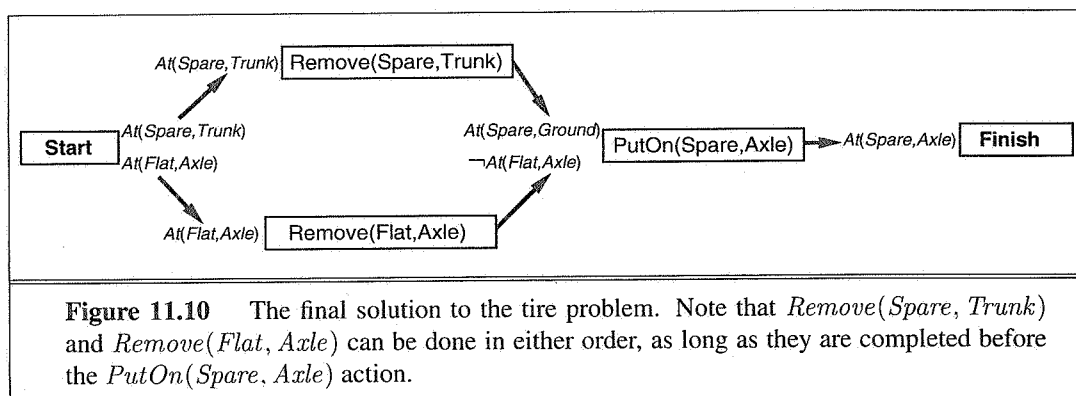 At(Spare,Trunk) Remove(Spare,Trunk)
Start
At(Spare,Trunk)
At(Flat,Axle)
At(Spare,Ground)
¬At(Flat,Axle)
PutOn(Spare,Axle)
At(Spare,Axle) Finish
At(Flat,Axle) Remove(Flat,Axle)
Figure 11.10 The final solution to the tire problem. Note that Remove(Spare, Trunk)
and Remove(Flat, Axle) can be done in either order, as long as they are completed before
the PutOn(Spare, Axle) action.